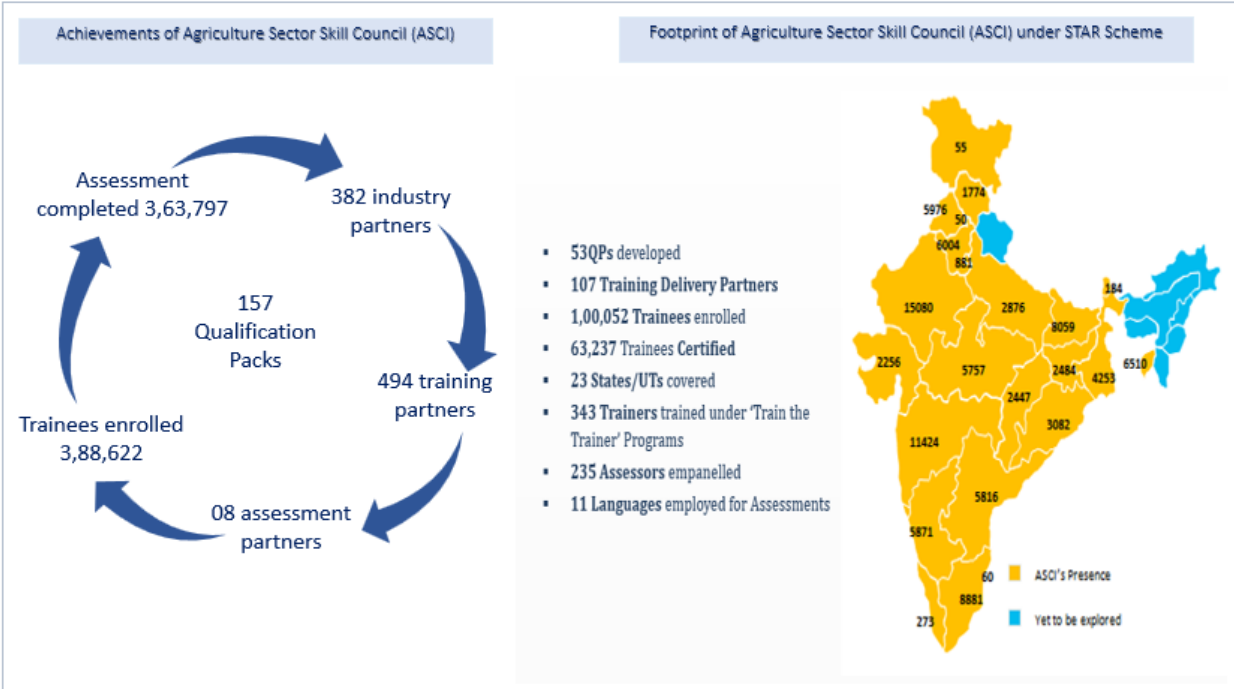 Achievements of Agriculture Sector Skill Council (ASCI)
Assessment
completed 3,63,797
382 industry
partners
157
Qualification
Packs
494 training
partners
Trainees enrolled
3,88,622
08 assessment
partners
Footprint of Agriculture Sector Skill Council (ASCI) under STAR Scheme
▪ 53QPs developed
▪ 107 Training Delivery Partners
▪ 1,00,052 Trainees enrolled
▪ 63,237 Trainees Certified
▪ 23 States/UTs covered
▪ 343 Trainers trained under 'Train the
Trainer' Programs
▪ 235 Assessors empanelled
▪ 11 Languages employed for Assessments
55
1774
5976
50
6004
881
184
15080
2876
8059
2256
5757
2484
4253
6510
2447
3082
11424
5816
5871
60
8881
273
ASCI's Presence
Yet to be explored